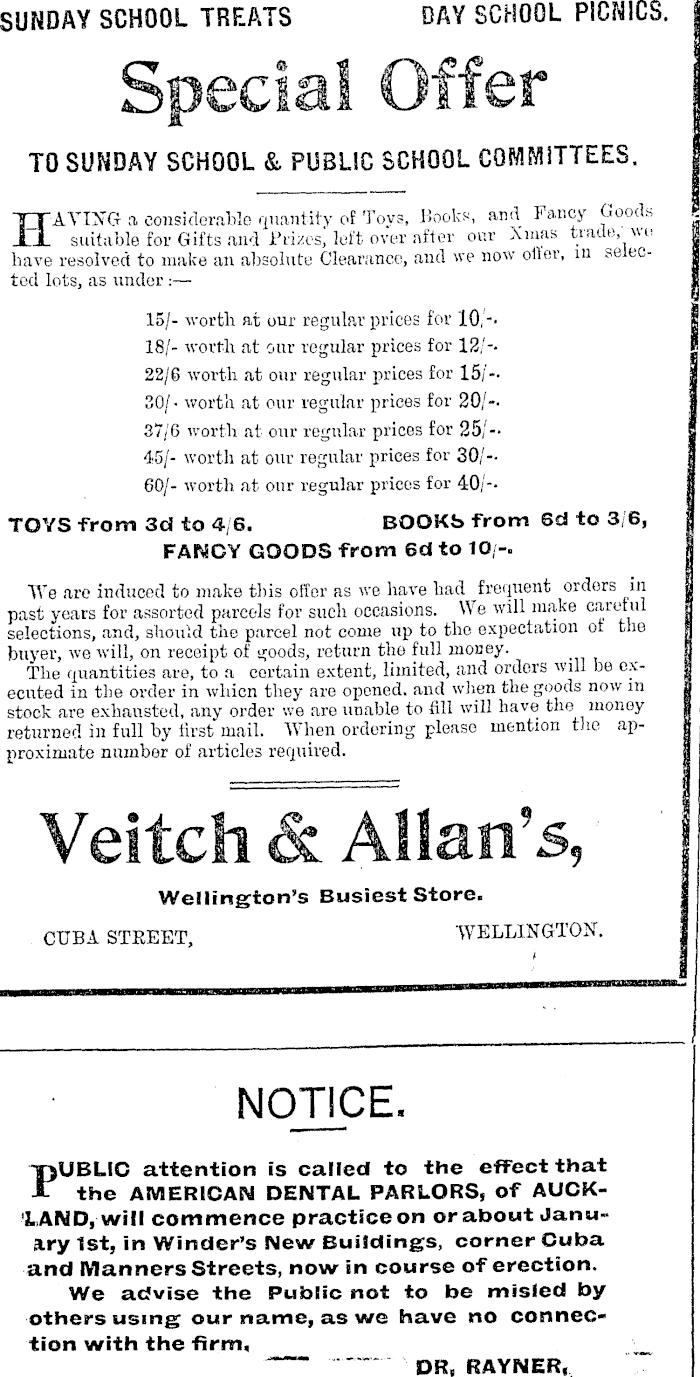 SUNDAY SCHOOL TREATS DAY SCHOOL PICNICS.
Special Offer
TO SUNDAY SCHOOL & PUBLIC SCHOOL COMMITTEES.
HAVING a considerable quantity of Toys, Books, and Fancy Goods
suitable for Gifts and Prizes, left over after our Xmas trade, we
have resolved to make an absolute Clearance, and we now offer, in selec-
ted lots, as under :—
15/- worth at our regular prices for 10/-.
18/- worth at our regular prices for 12/-.
22/6 worth at our regular prices for 15/-.
30/- worth at our regular prices for 20/-.
37/6 worth at our regular prices for 25/-.
45/- worth at our regular prices for 30/-.
60/- worth at our regular prices for 40/-.
TOYS from 3d to 4/6. BOOKS from 6d to 3/6,
FANCY GOODS from 6d to 10/-.
We are induced to make this offer as we have had frequent orders in
past years for assorted parcels for such occasions. We will make careful
selections, and, should the parcel not come up to the expectation of the
buyer, we will, on receipt of goods, return the full money.
The quantities are, to a certain extent, limited, and orders will be ex-
ecuted in the order in which they are opened, and when the goods now in
stock are exhausted, any order we are unable to fill will have the money
returned in full by first mail. When ordering please mention the ap-
proximate number of articles required.
Veitch & Allan's,
Wellington's Busiest Store.
CUBA STREET, WELLINGTON.
NOTICE.
PUBLIC attention is called to the effect that
the AMERICAN DENTAL PARLORS, of AUCK-
LAND, will commence practice on or about Janu-
ary 1st, in Winder's New Buildings, corner Cuba
and Manners Streets, now in course of erection.
We advise the Public not to be misled by
others using our name, as we have no connec-
tion with the firm.
DR, RAYNER,